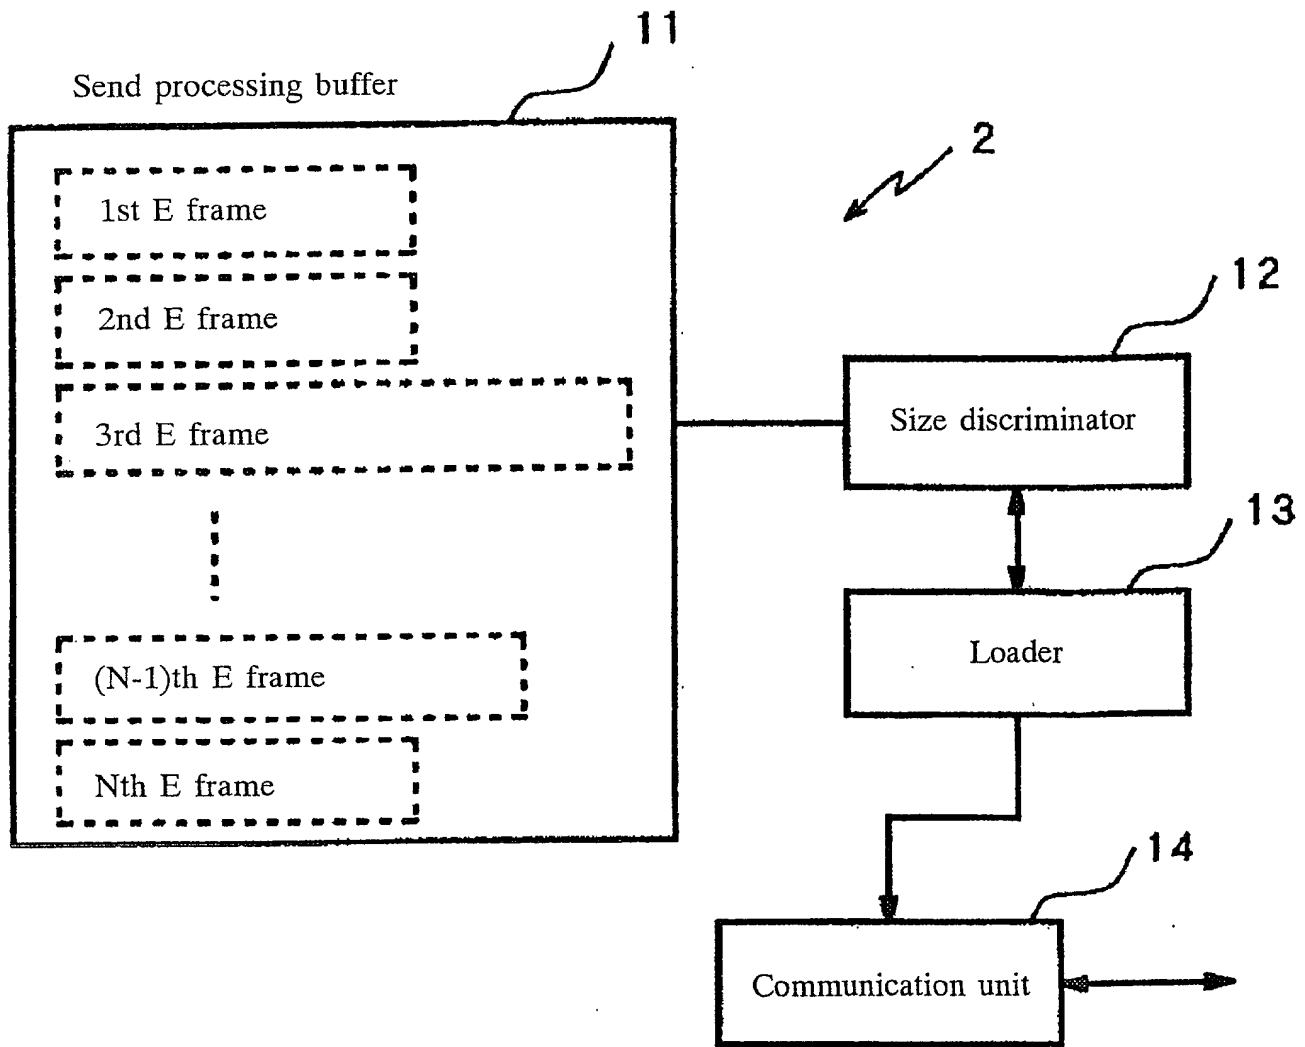 11
Send processing buffer
1st E frame
2nd E frame
3rd E frame
(N-1)th E frame
Nth E frame
2
12
Size discriminator
13
Loader
14
Communication unit